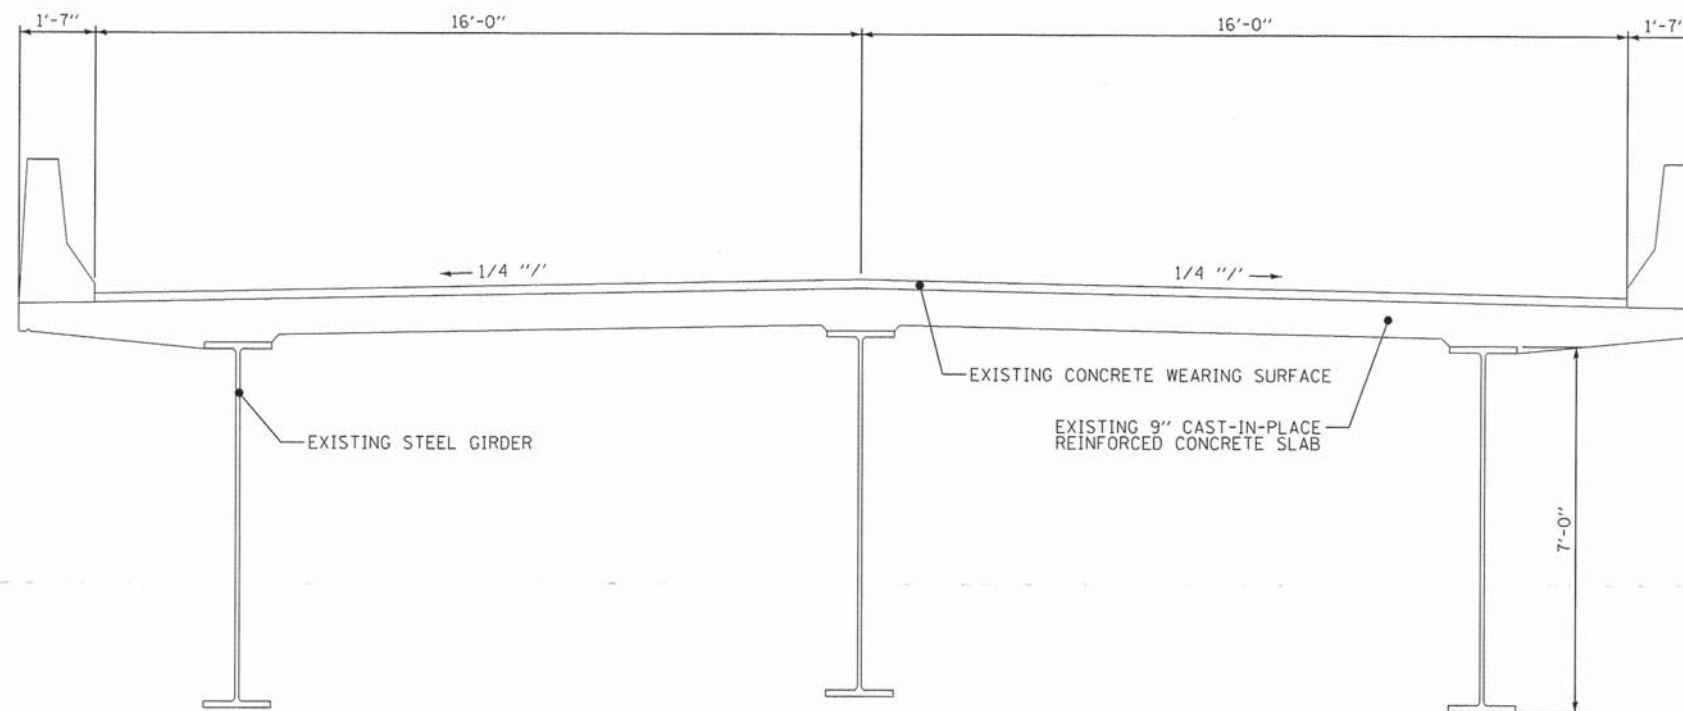 1'-7"
16'-0"
16'-0"
1'-7"
1/4 "/'
1/4 "/'
EXISTING CONCRETE WEARING SURFACE
EXISTING 9" CAST-IN-PLACE
REINFORCED CONCRETE SLAB
EXISTING STEEL GIRDER
7'-0"